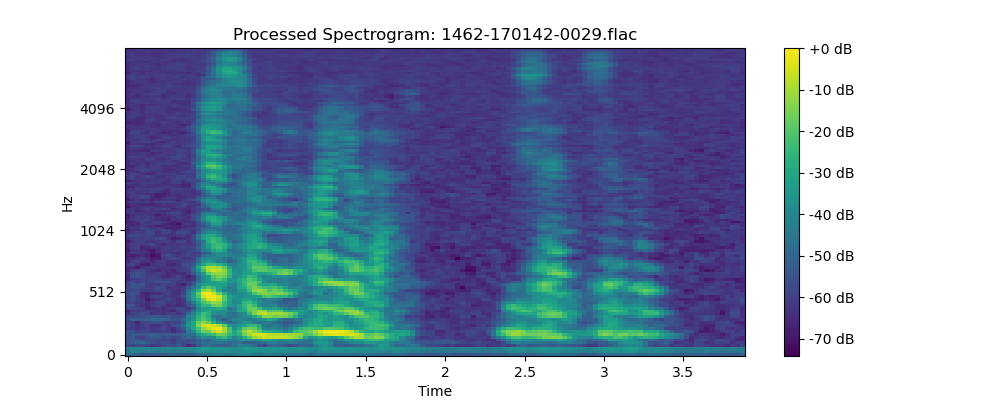 Processed Spectrogram: 1462-170142-0029.flac
+0 dB
-10 dB
-20 dB
-30 dB
-40 dB
-50 dB
-60 dB
-70 dB
Hz
4096
2048
1024
512
0
0 0.5 1 1.5 2 2.5 3 3.5
Time